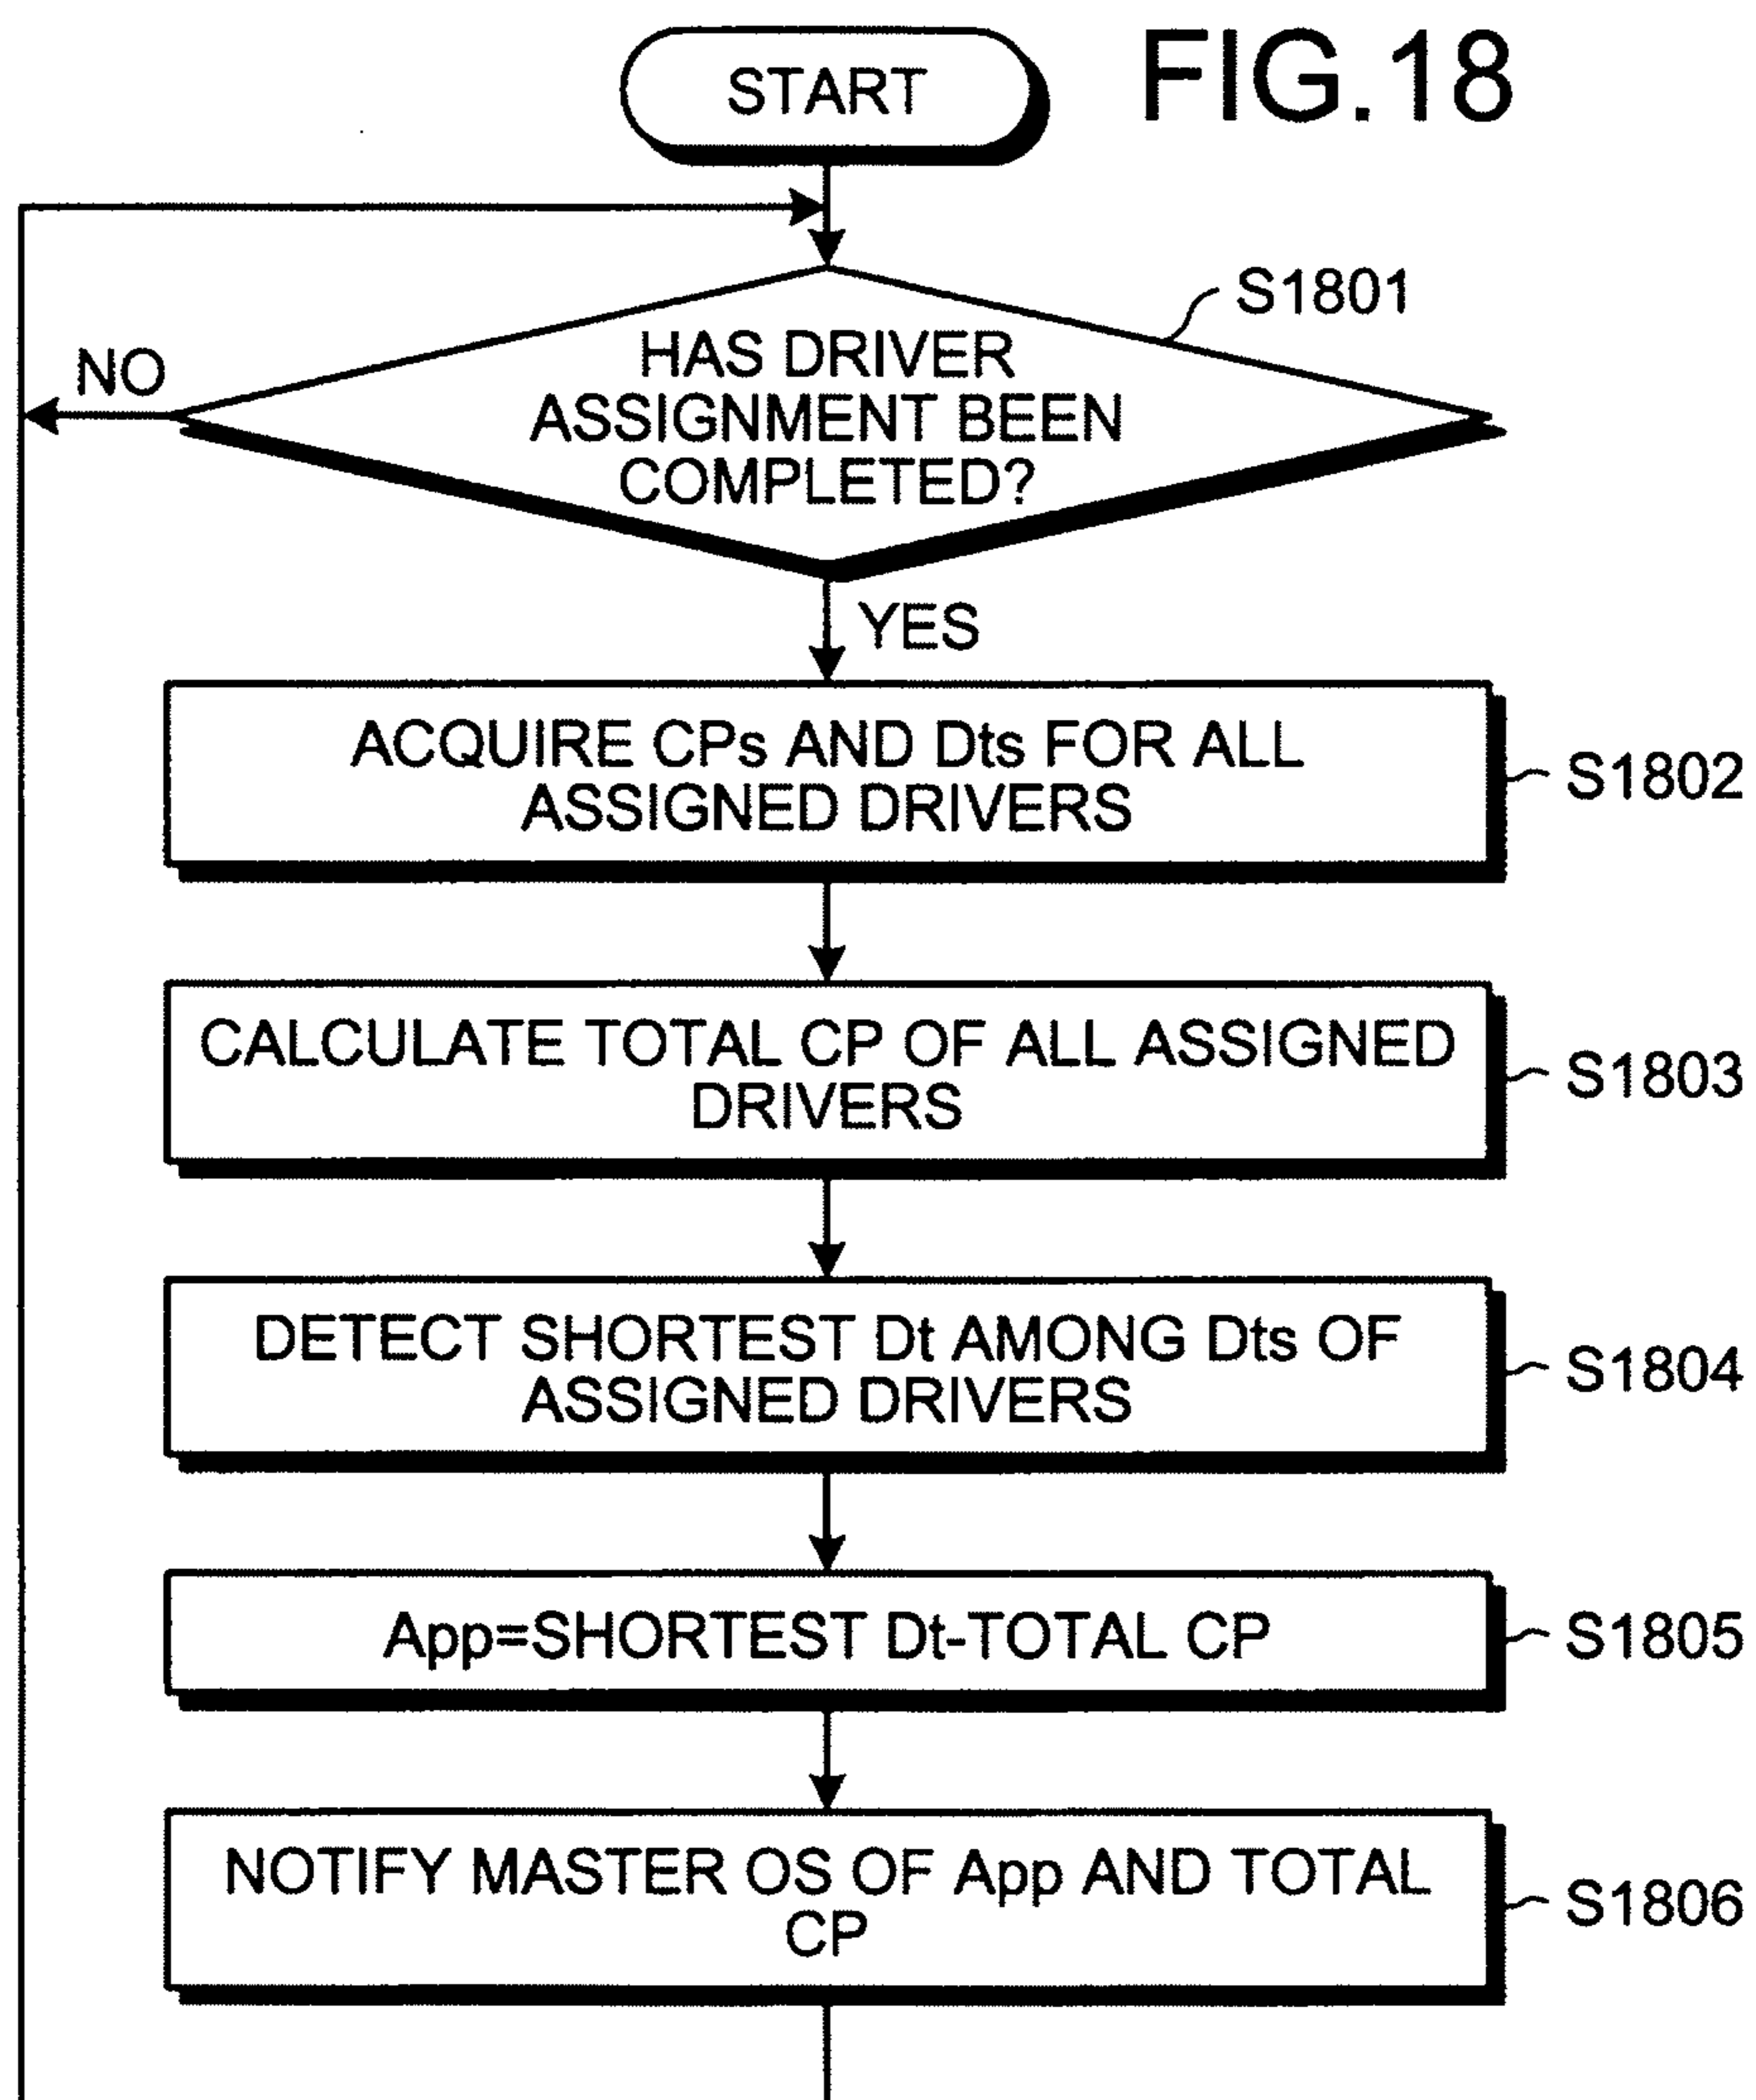 FIG.18
START
S1801
HAS DRIVER
ASSIGNMENT BEEN
COMPLETED?
NO
YES
ACQUIRE CPs AND Dts FOR ALL
ASSIGNED DRIVERS
S1802
CALCULATE TOTAL CP OF ALL ASSIGNED
DRIVERS
S1803
DETECT SHORTEST Dt AMONG Dts OF
ASSIGNED DRIVERS
S1804
App=SHORTEST Dt-TOTAL CP
S1805
NOTIFY MASTER OS OF App AND TOTAL
CP
S1806